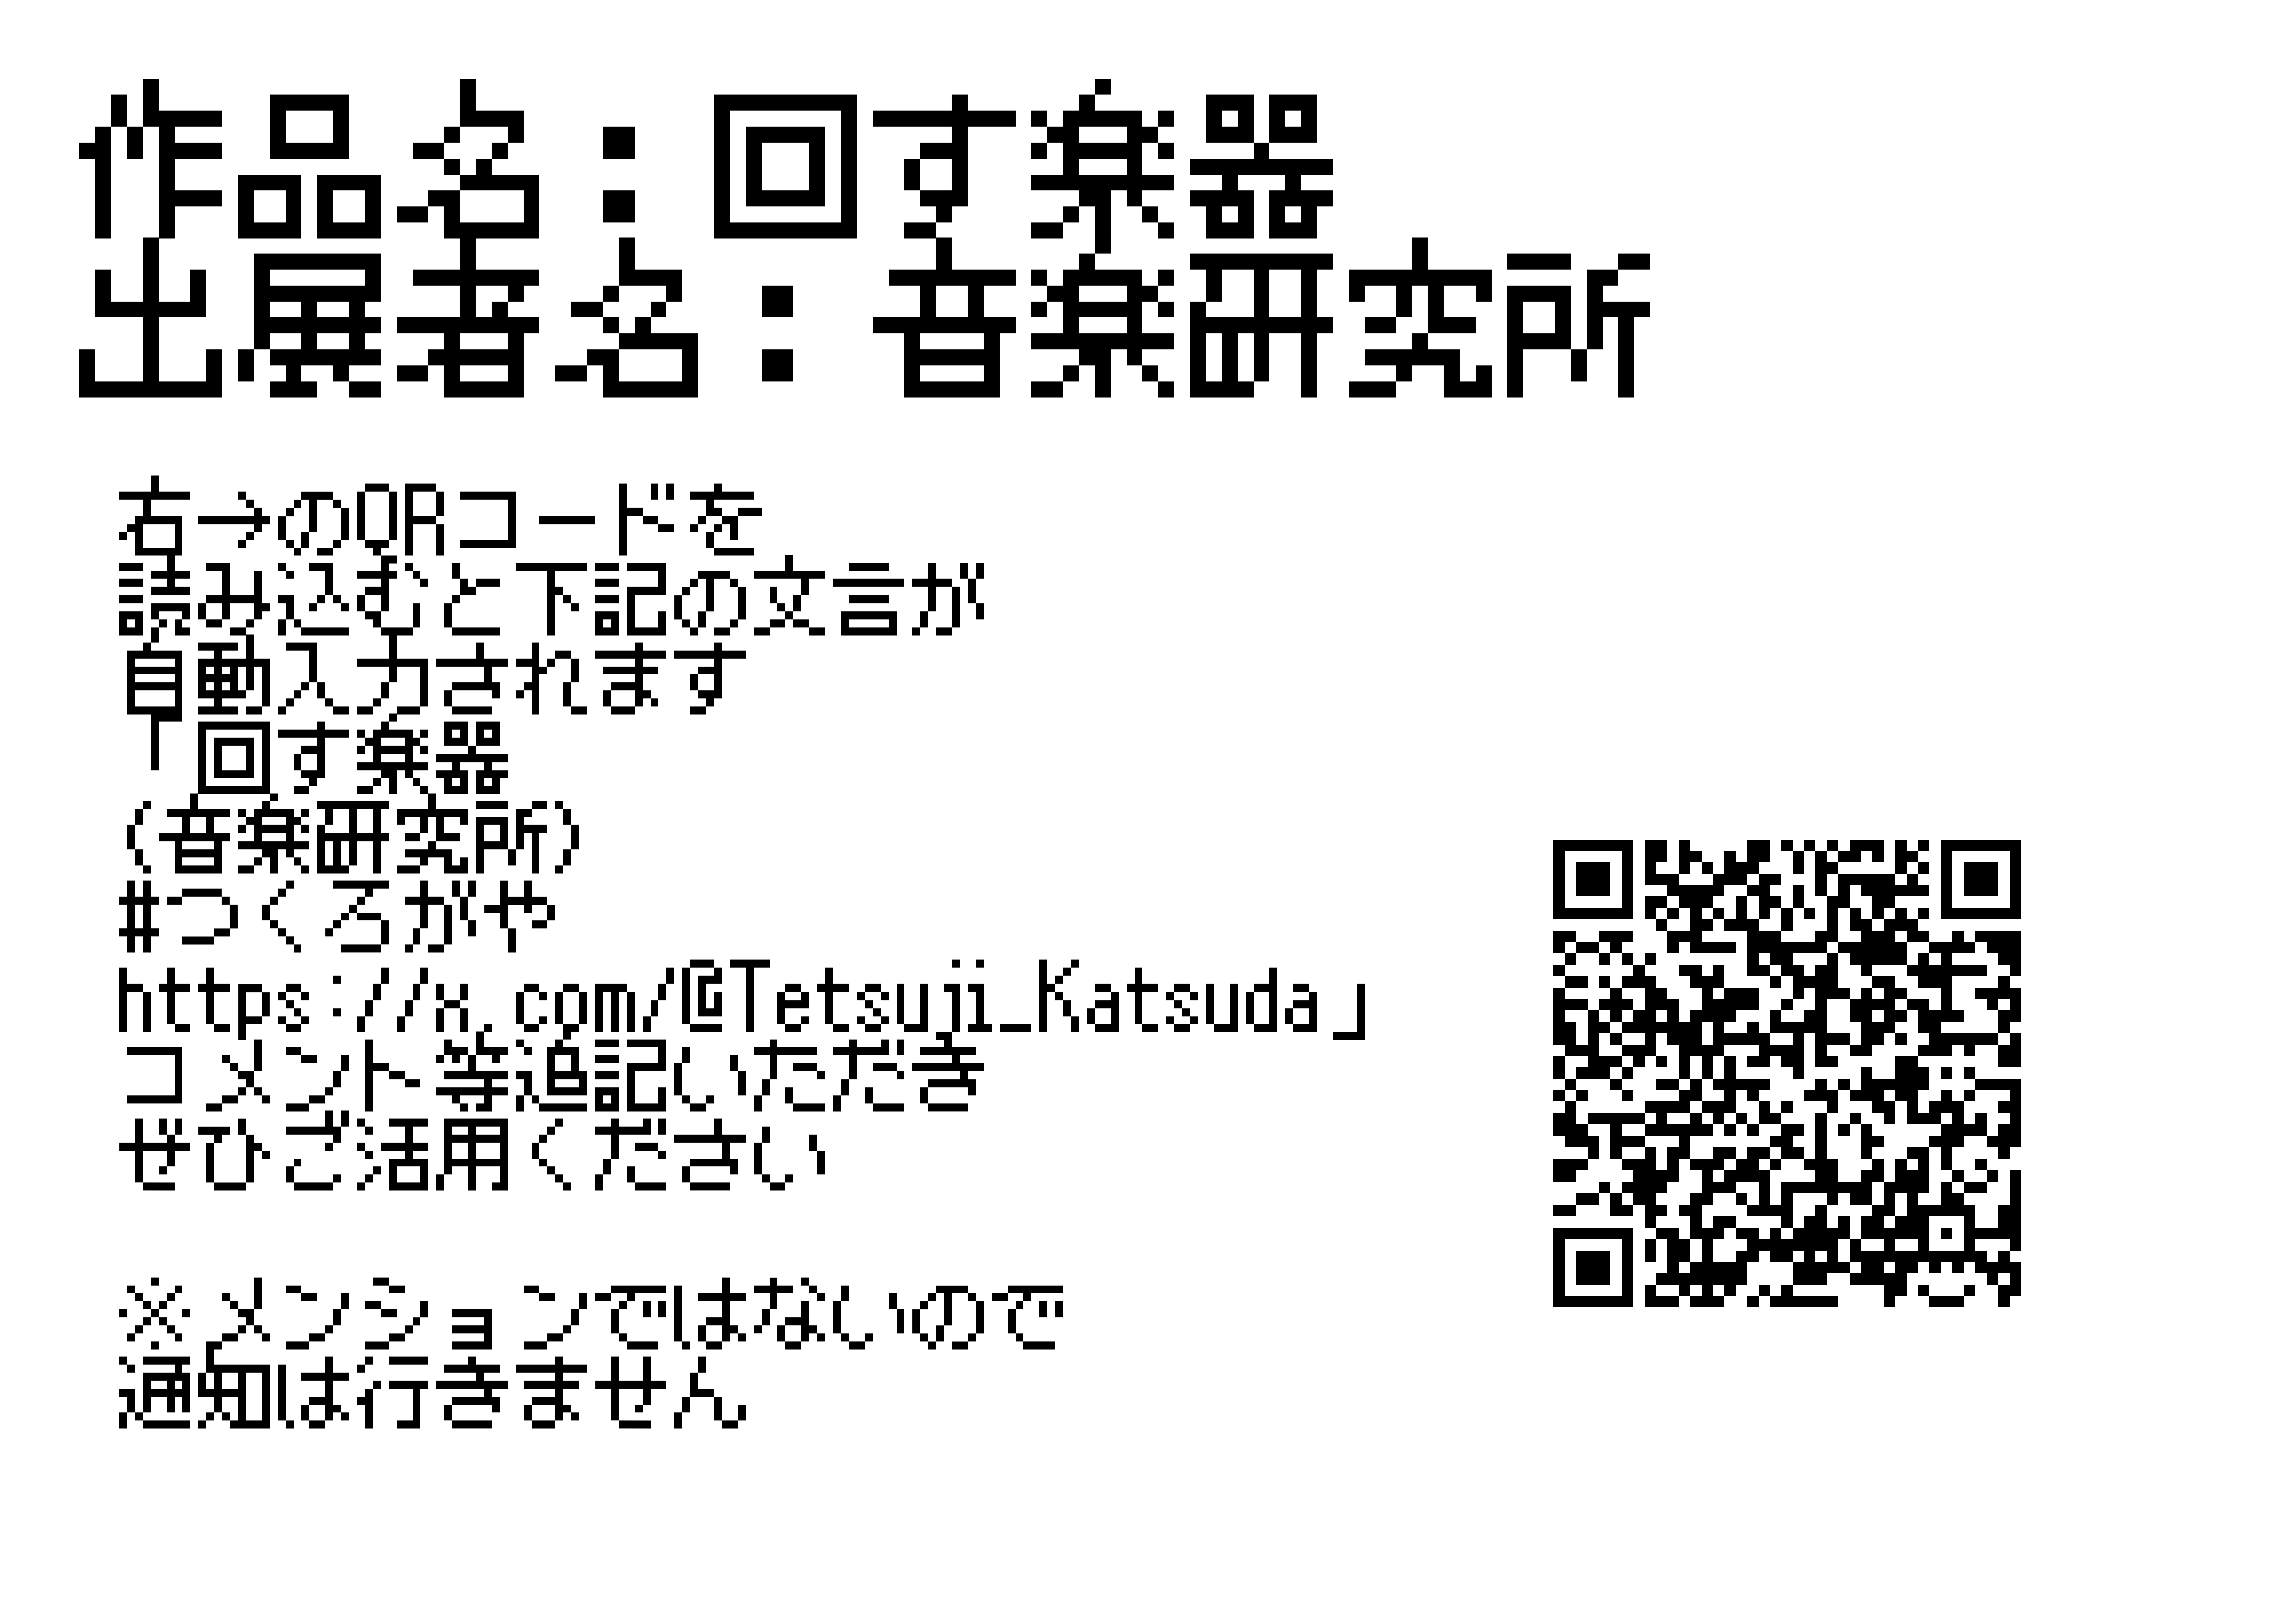 作品名：回す楽器
出展者名：音楽研究所
右→のQRコードを
読み込むと下記の文言が
自動入力されます
「回す楽器
(音楽研究所)
#つくろがや
https://x.com/@Tetsuji_Katsuda」
コメントを追記いただき
ぜひご活用ください
※メンションではないので
通知は行きません。